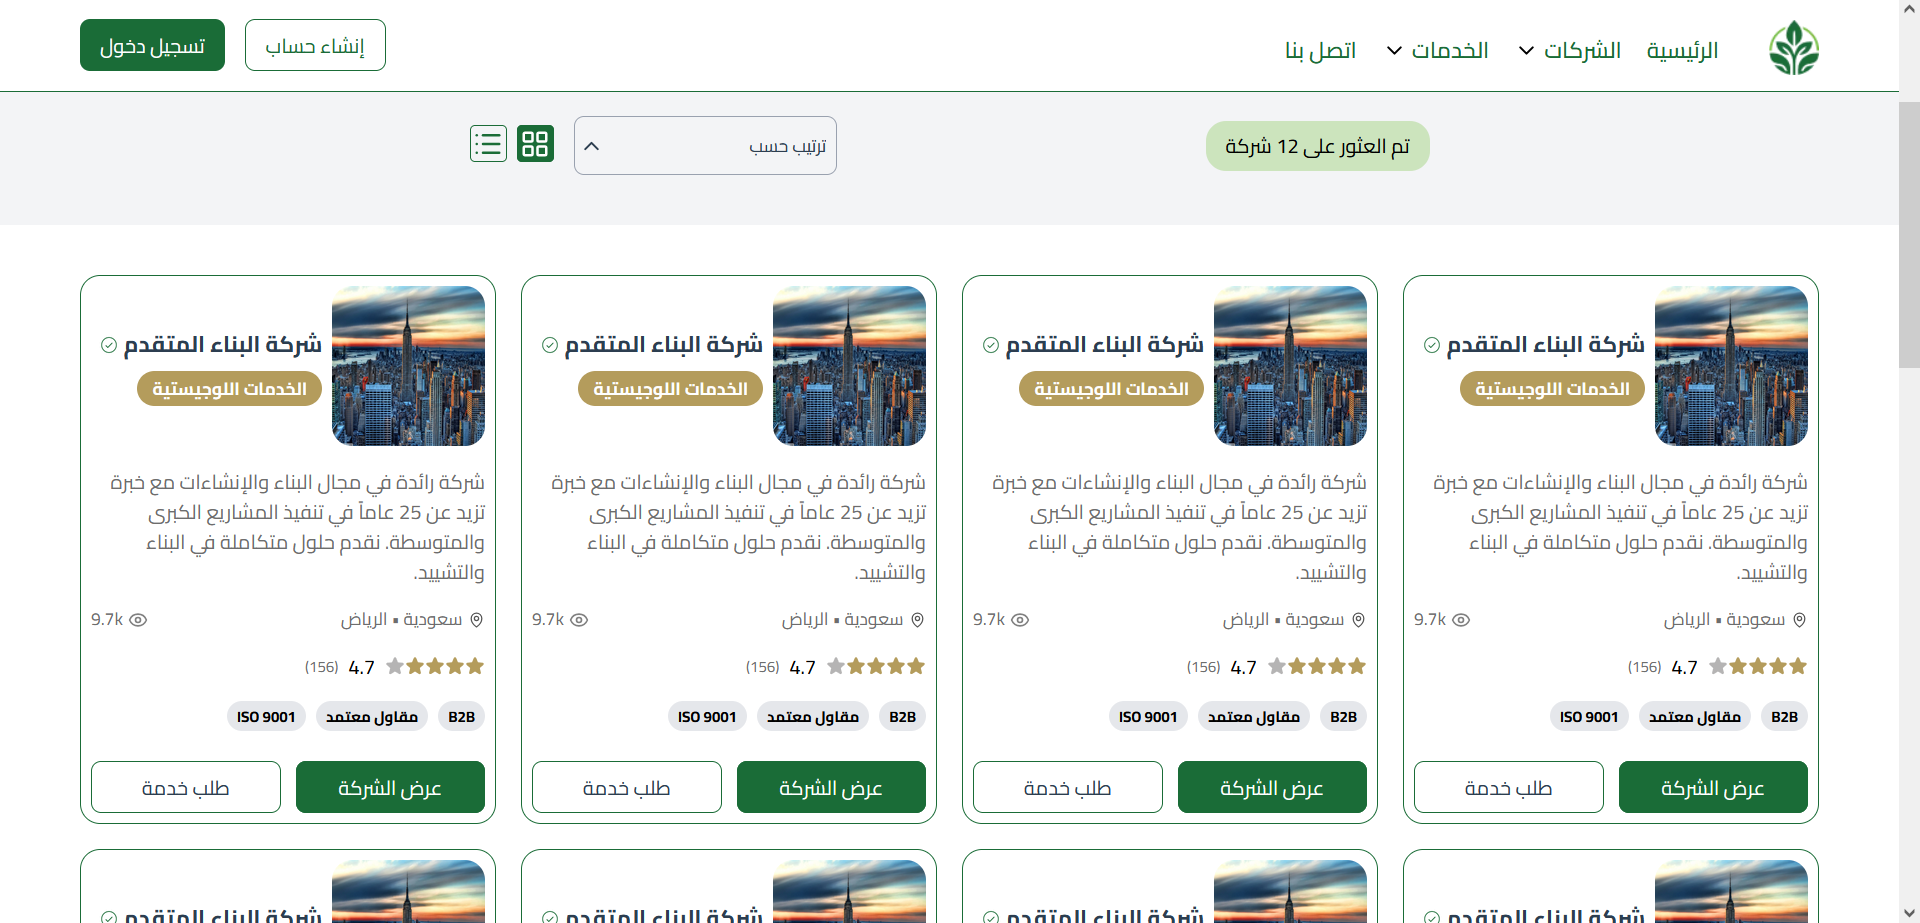 الرئيسية
الشركات
الخدمات
اتصل بنا
إنشاء حساب
تسجيل دخول
تم العثور على 12 شركة
ترتيب حسب
شركة البناء المتقدم
الخدمات اللوجيستية
شركة رائدة في مجال البناء والإنشاءات مع خبرة
تزيد عن 25 عاماً في تنفيذ المشاريع الكبرى
والمتوسطة. نقدم حلول متكاملة في البناء
والتشييد.
سعودية • الرياض
9.7k
4.7 (156)
B2B
مقاول معتمد
ISO 9001
عرض الشركة
طلب خدمة
شركة البناء المتقدم
الخدمات اللوجيستية
شركة رائدة في مجال البناء والإنشاءات مع خبرة
تزيد عن 25 عاماً في تنفيذ المشاريع الكبرى
والمتوسطة. نقدم حلول متكاملة في البناء
والتشييد.
سعودية • الرياض
9.7k
4.7 (156)
B2B
مقاول معتمد
ISO 9001
عرض الشركة
طلب خدمة
شركة البناء المتقدم
الخدمات اللوجيستية
شركة رائدة في مجال البناء والإنشاءات مع خبرة
تزيد عن 25 عاماً في تنفيذ المشاريع الكبرى
والمتوسطة. نقدم حلول متكاملة في البناء
والتشييد.
سعودية • الرياض
9.7k
4.7 (156)
B2B
مقاول معتمد
ISO 9001
عرض الشركة
طلب خدمة
شركة البناء المتقدم
الخدمات اللوجيستية
شركة رائدة في مجال البناء والإنشاءات مع خبرة
تزيد عن 25 عاماً في تنفيذ المشاريع الكبرى
والمتوسطة. نقدم حلول متكاملة في البناء
والتشييد.
سعودية • الرياض
9.7k
4.7 (156)
B2B
مقاول معتمد
ISO 9001
عرض الشركة
طلب خدمة
شركة البناء المتقدم
شركة البناء المتقدم
شركة البناء المتقدم
شركة البناء المتقدم